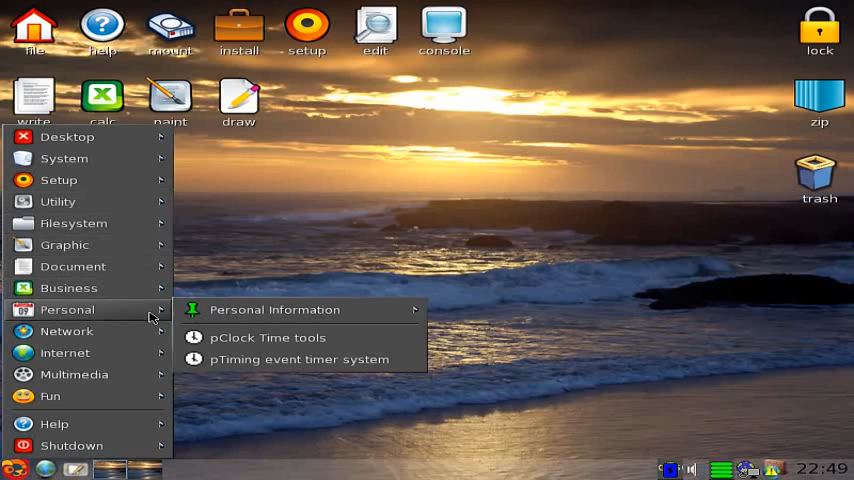 file help mount install setup edit console lock
write calc paint draw zip
trash
Desktop
System
Setup
Utility
Filesystem
Graphic
Document
Business
Personal
Network
Internet
Multimedia
Fun
Help
Shutdown
Personal Information
pClock Time tools
pTiming event timer system
22:49